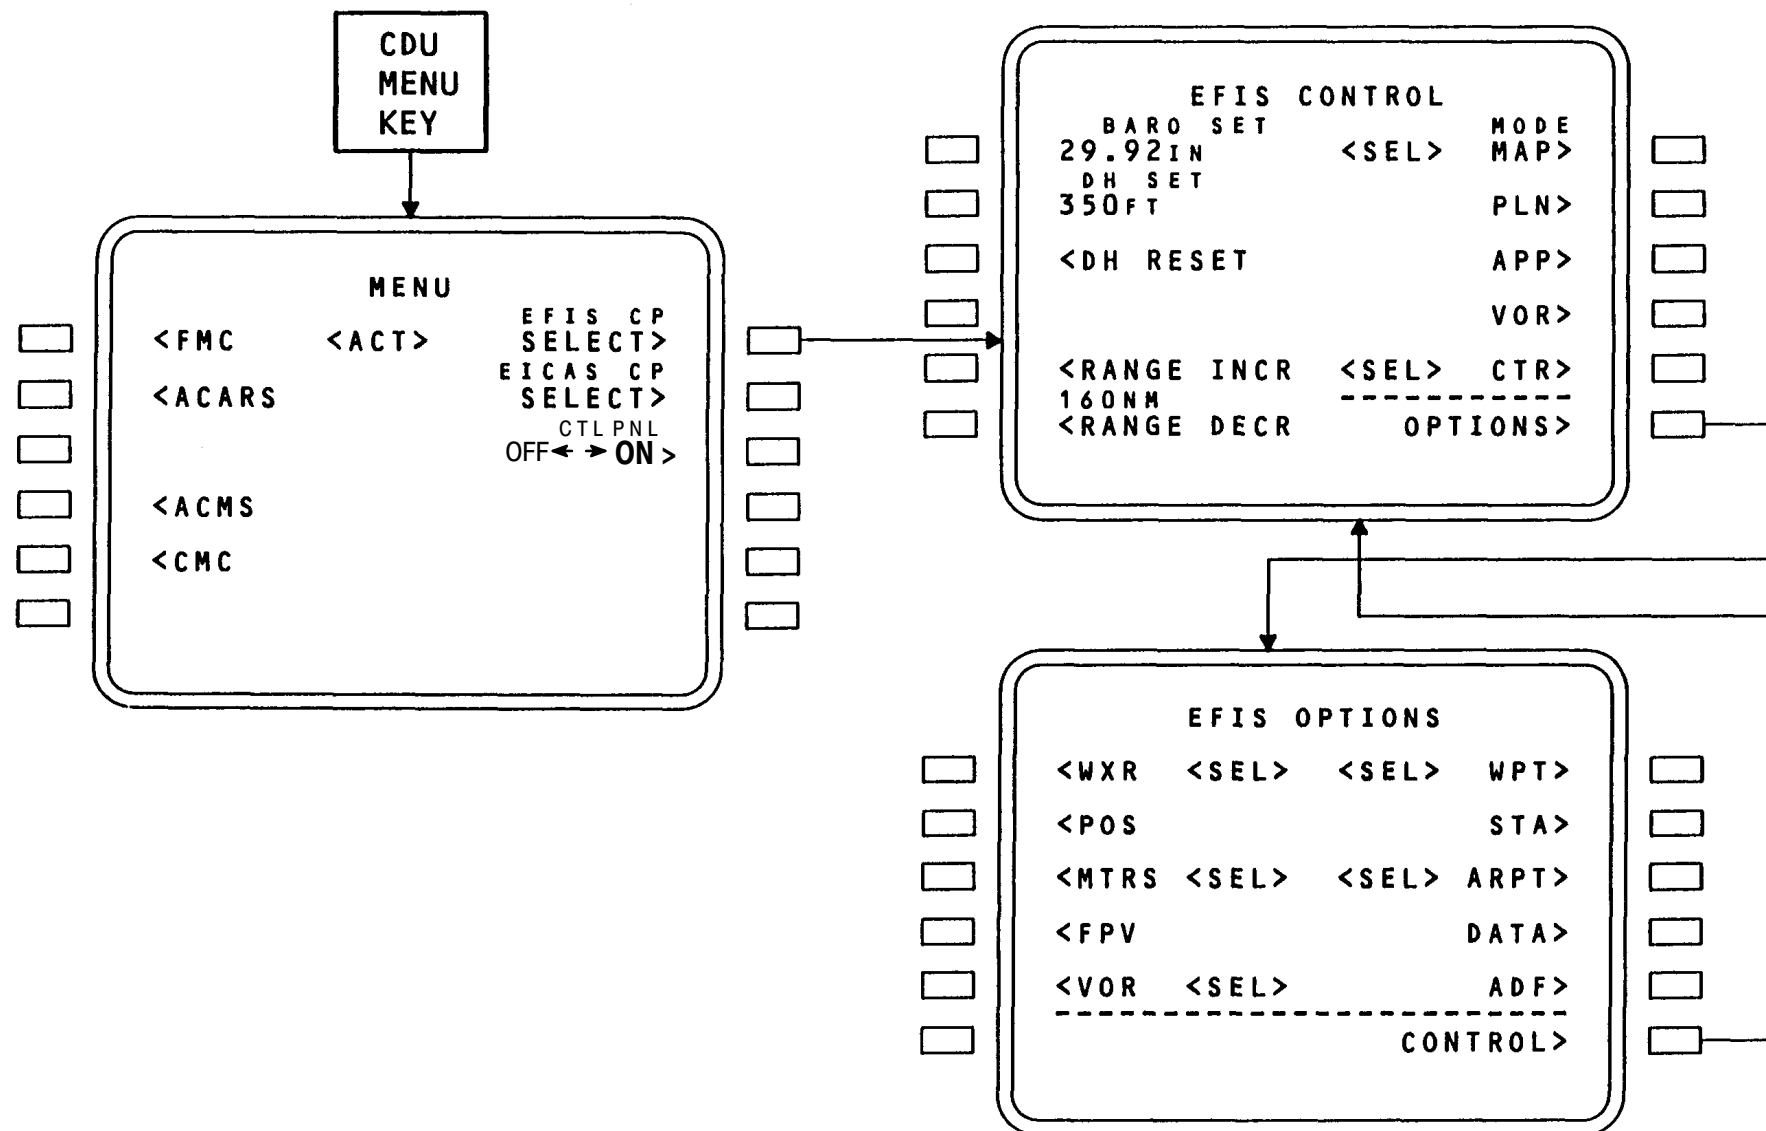 CDU
MENU
KEY
MENU
EFIS CP
<FMC <ACT> SELECT>
EICAS CP
<ACARS SELECT>
CTL PNL
OFF← → ON >
<ACMS
<CMC
EFIS CONTROL
BARO SET MODE
29.92IN <SEL> MAP>
DH SET
350FT PLN>
<DH RESET APP>
VOR>
<RANGE INCR <SEL> CTR>
160NM ----------
<RANGE DECR OPTIONS>
EFIS OPTIONS
<WXR <SEL> <SEL> WPT>
<POS STA>
<MTRS <SEL> <SEL> ARPT>
<FPV DATA>
<VOR <SEL> ADF>
--------------------
CONTROL>